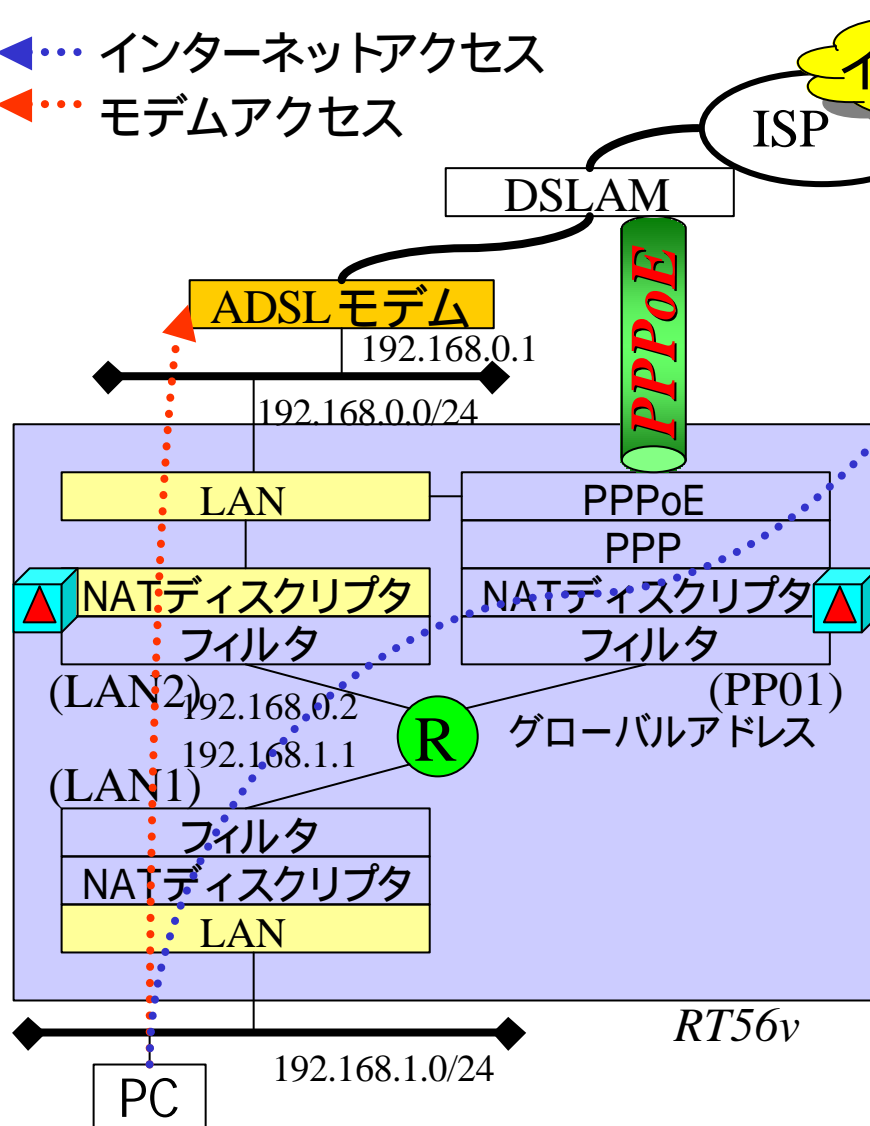 インターネットアクセス
モデムアクセス
イ
ISP
DSLAM
PPPoE
ADSLモデム
192.168.0.1
192.168.0.0/24
LAN
PPPoE
PPP
NATディスクリプタ
NATディスクリプタ
フィルタ
フィルタ
(LAN2)
192.168.0.2
(PP01)
R
グローバルアドレス
192.168.1.1
(LAN1)
フィルタ
NATディスクリプタ
LAN
RT56v
192.168.1.0/24
PC